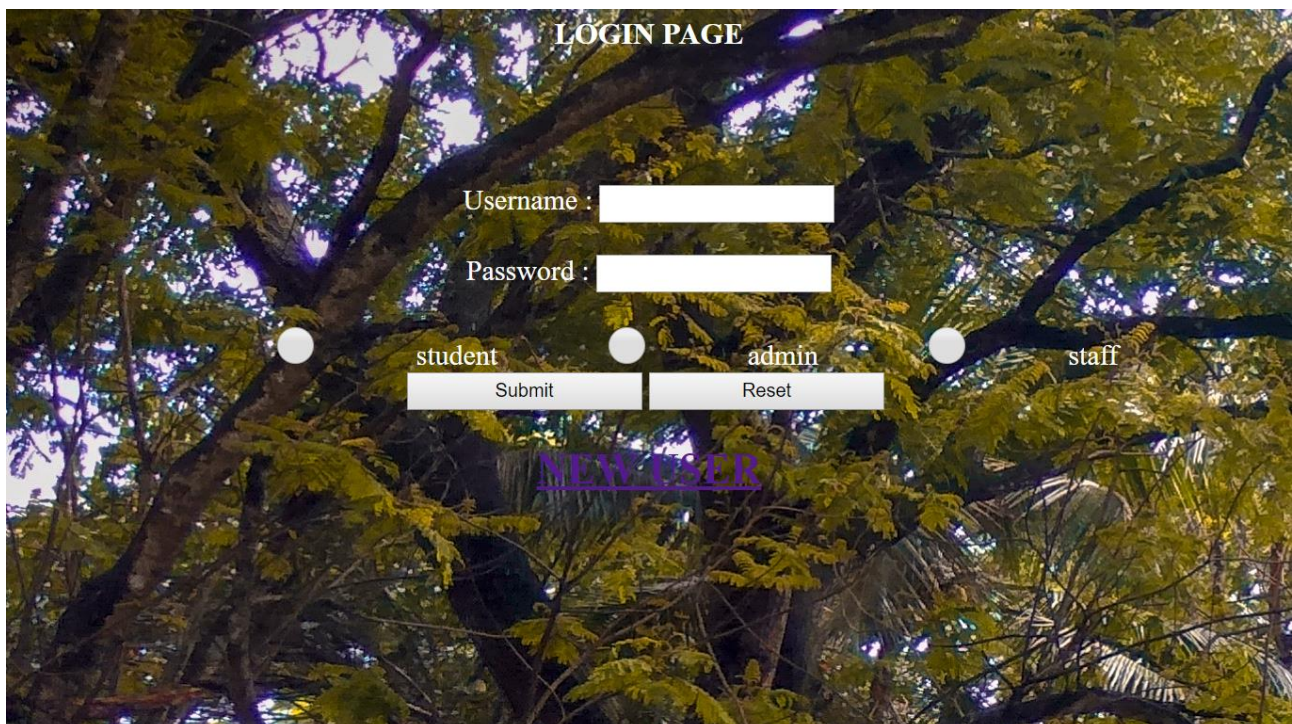 LOGIN PAGE
Username :
Password :
student admin staff
Submit Reset
NEW USER